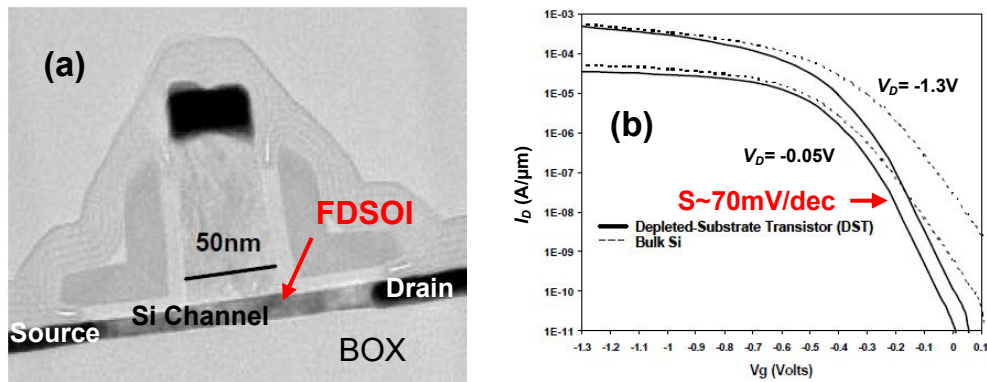 (a)
FDSOI
50nm
Si Channel
Source
Drain
BOX
1E-03
1E-04
1E-05
1E-06
1E-07
1E-08
1E-09
1E-10
1E-11
I_D (A/µm)
(b)
V_D= -1.3V
V_D= -0.05V
S~70mV/dec
Depleted-Substrate Transistor (DST)
Bulk Si
-1.3 -1.2 -1.1 -1 -0.9 -0.8 -0.7 -0.6 -0.5 -0.4 -0.3 -0.2 -0.1 0 0.1
Vg (Volts)